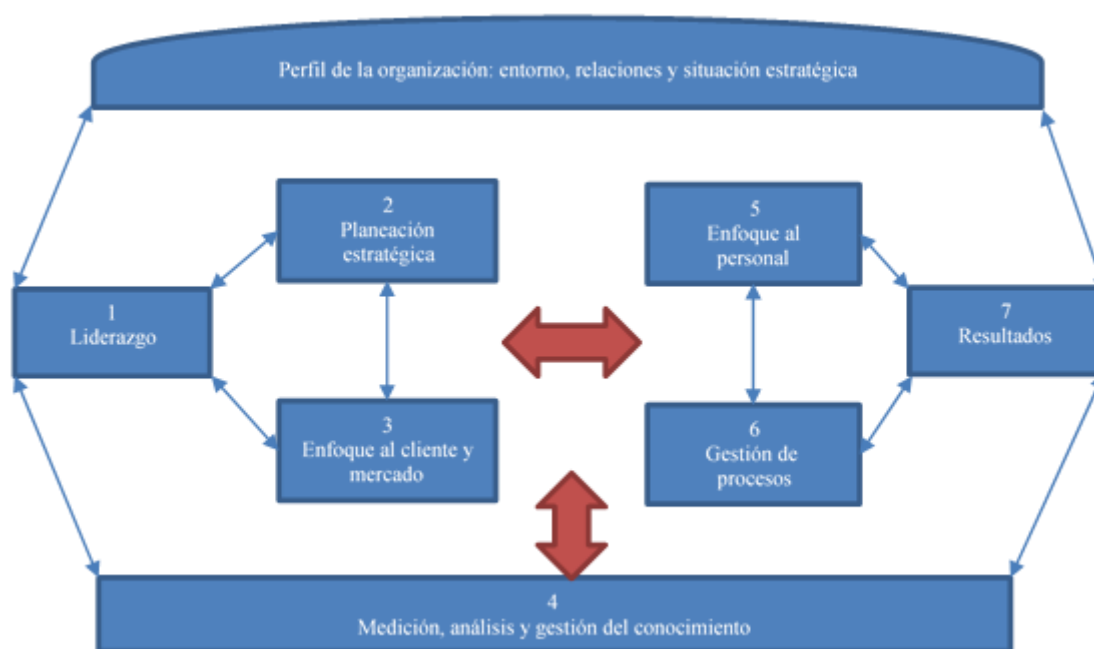 Perfil de la organización: entorno, relaciones y situación estratégica
2
Planeación
estratégica
5
Enfoque al
personal
1
Liderazgo
7
Resultados
3
Enfoque al cliente y
mercado
6
Gestión de
procesos
4
Medición, análisis y gestión del conocimiento